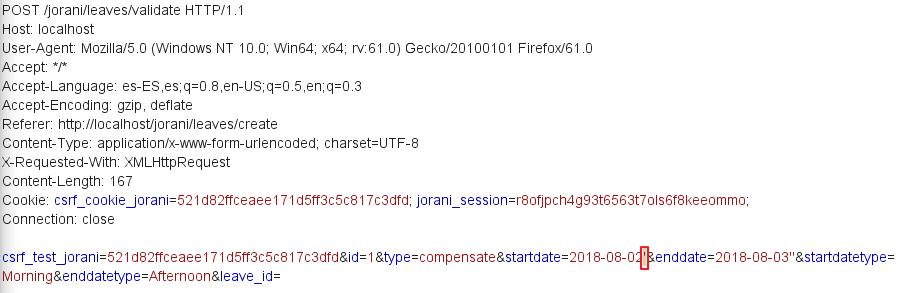 POST /jorani/leaves/validate HTTP/1.1
Host: localhost
User-Agent: Mozilla/5.0 (Windows NT 10.0; Win64; x64; rv:61.0) Gecko/20100101 Firefox/61.0
Accept: */*
Accept-Language: es-ES,es;q=0.8,en-US;q=0.5,en;q=0.3
Accept-Encoding: gzip, deflate
Referer: http://localhost/jorani/leaves/create
Content-Type: application/x-www-form-urlencoded; charset=UTF-8
X-Requested-With: XMLHttpRequest
Content-Length: 167
Cookie: csrf_cookie_jorani=521d82ffceaee171d5ff3c5c817c3dfd; jorani_session=r8ofjpch4g93t6563t7ols6f8keeommo;
Connection: close

csrf_test_jorani=521d82ffceaee171d5ff3c5c817c3dfd&id=1&type=compensate&startdate=2018-08-02"&enddate=2018-08-03"&startdatetype=
Morning&enddatetype=Afternoon&leave_id=